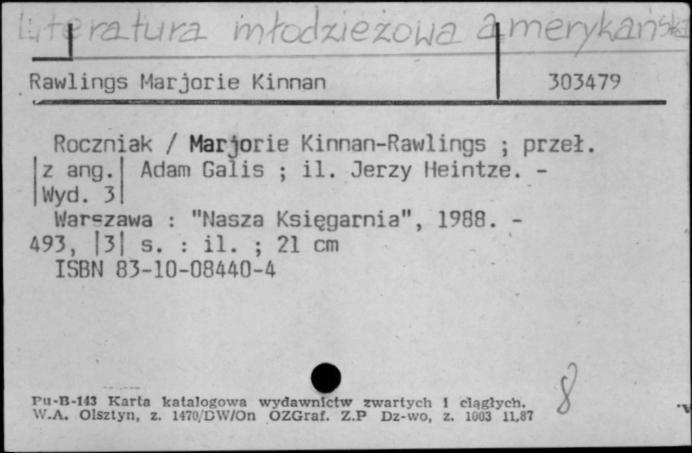 Literatura młodzieżowa amerykańska
Rawlings Marjorie Kinnan 303479
Roczniak / Marjorie Kinnan-Rawlings ; przeł.
|z ang.| Adam Galis ; il. Jerzy Heintze. -
|Wyd. 3|
Warszawa : "Nasza Księgarnia", 1988. -
493, |3| s. : il. ; 21 cm
ISBN 83-10-08440-4
8
Pu-B-143 Karta katalogowa wydawnictw zwartych i ciągłych.
W.A. Olsztyn, z. 1470/DW/On OZGraf. Z.P Dz-wo, z. 1003 11.87